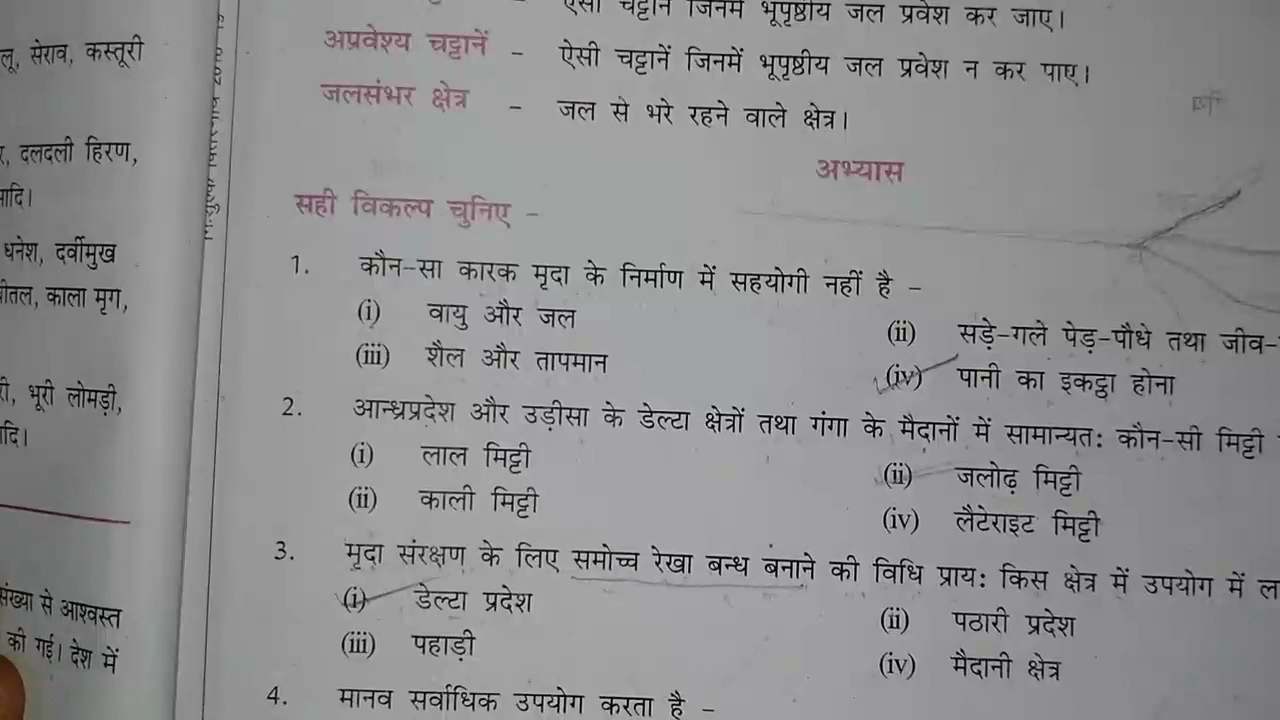 लू, सेराव, कस्तूरी
दलदली हिरण,
धनेश, दर्वीमुख
काला मृग,
भूरी लोमड़ी,
संख्या से आश्वस्त
की गई। देश में
ऐसी चट्टानें जिनमें भूपृष्ठीय जल प्रवेश कर जाए।
अप्रवेश्य चट्टानें - ऐसी चट्टानें जिनमें भूपृष्ठीय जल प्रवेश न कर पाए।
जलसंभर क्षेत्र - जल से भरे रहने वाले क्षेत्र।
अभ्यास
सही विकल्प चुनिए -
1. कौन-सा कारक मृदा के निर्माण में सहयोगी नहीं है -
(i) वायु और जल (ii) सड़े-गले पेड़-पौधे तथा जीव-
(iii) शैल और तापमान (iv) पानी का इकट्ठा होना
2. आन्ध्रप्रदेश और उड़ीसा के डेल्टा क्षेत्रों तथा गंगा के मैदानों में सामान्यतः कौन-सी मिट्टी
(i) लाल मिट्टी (ii) जलोढ़ मिट्टी
(ii) काली मिट्टी (iv) लैटेराइट मिट्टी
3. मृदा संरक्षण के लिए समोच्च रेखा बन्ध बनाने की विधि प्रायः किस क्षेत्र में उपयोग में
(i) डेल्टा प्रदेश (ii) पठारी प्रदेश
(iii) पहाड़ी (iv) मैदानी क्षेत्र
4. मानव सर्वाधिक उपयोग करता है -